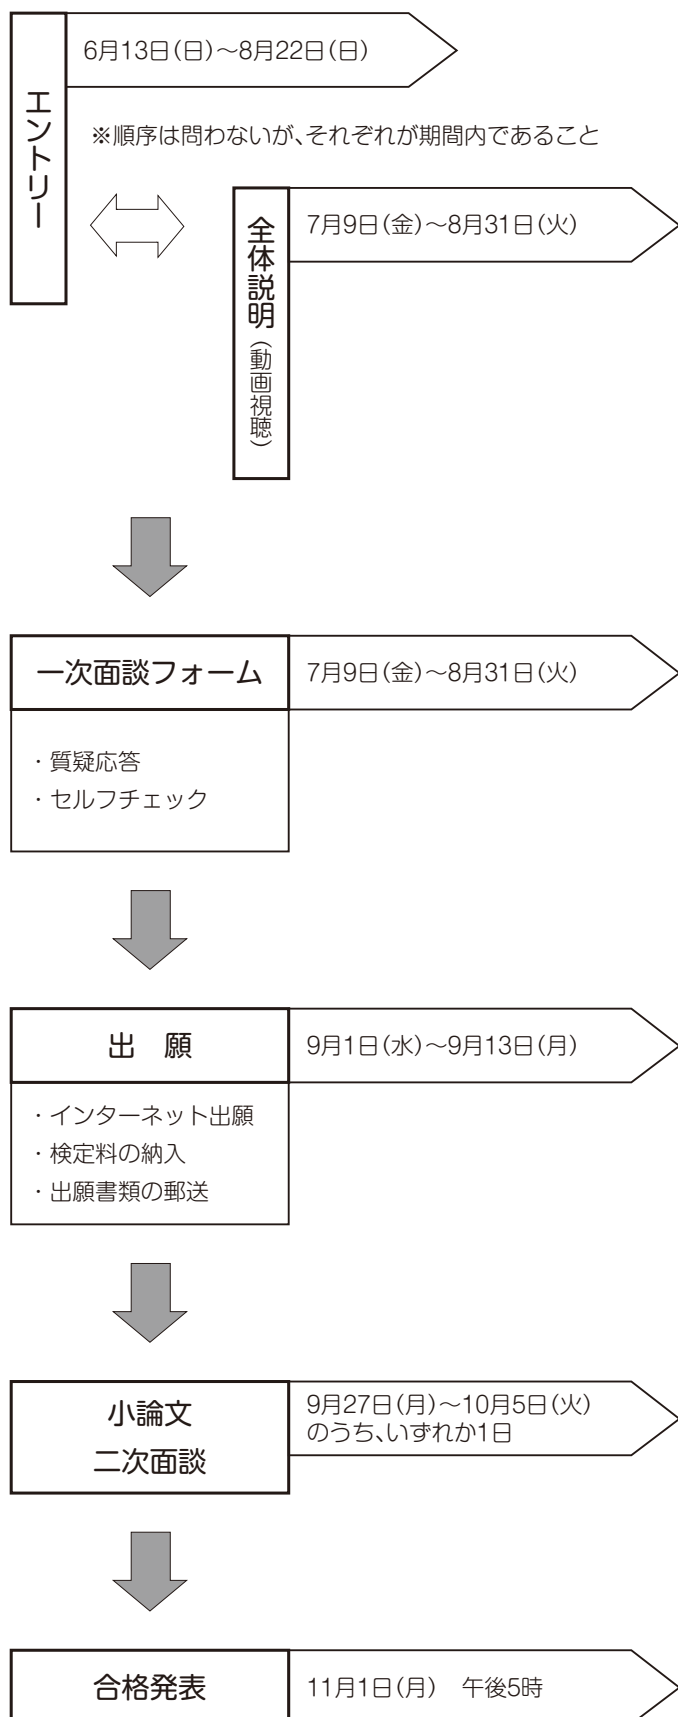 エントリー
6月13日(日)～8月22日(日)
※順序は問わないが、それぞれが期間内であること
全体説明(動画視聴)
7月9日(金)～8月31日(火)
一次面談フォーム
7月9日(金)～8月31日(火)
・質疑応答
・セルフチェック
出　願
9月1日(水)～9月13日(月)
・インターネット出願
・検定料の納入
・出願書類の郵送
小論文
二次面談
9月27日(月)～10月5日(火)
のうち、いずれか1日
合格発表
11月1日(月)　午後5時